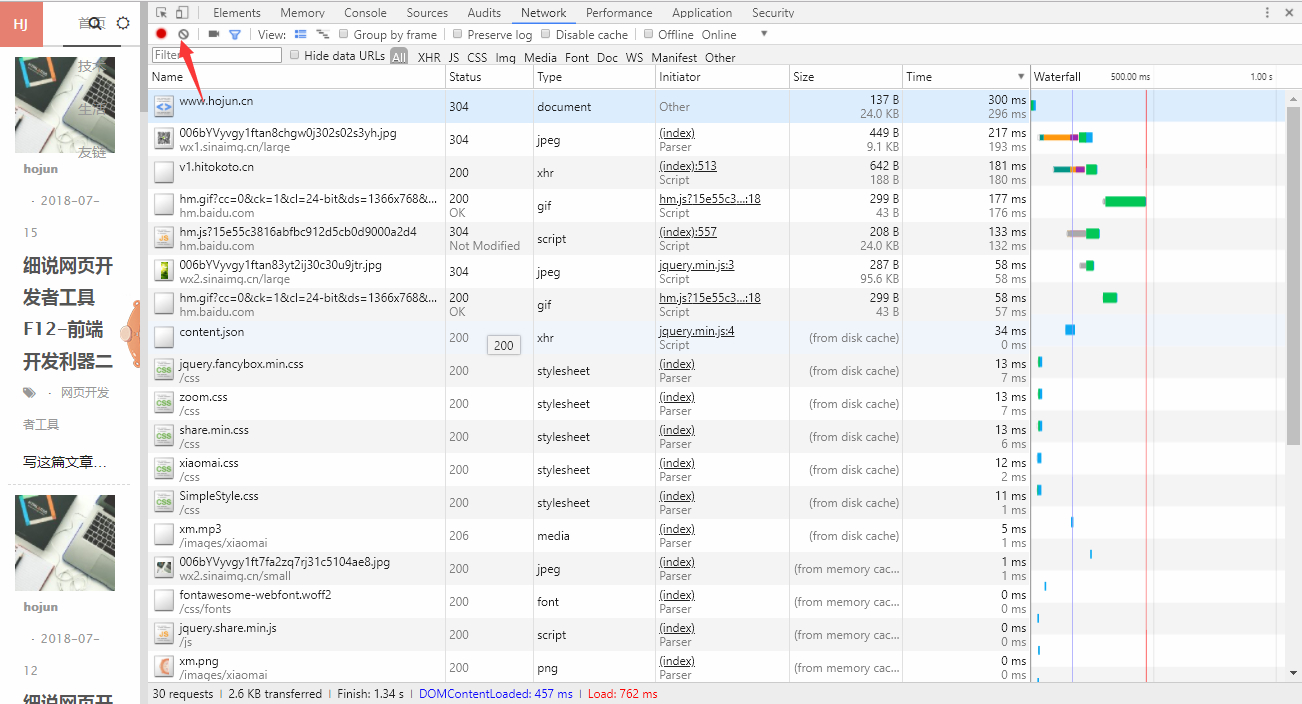 HJ
首页
技术
生活
友链
hojun
· 2018-07-
15
细说网页开
发者工具
F12-前端
开发利器二
· 网页开发
者工具
写这篇文章...
hojun
· 2018-07-
12
细说网页开
Elements Memory Console Sources Audits Network Performance Application Security
View: Group by frame Preserve log Disable cache Offline Online
Filter Hide data URLs All XHR JS CSS Img Media Font Doc WS Manifest Other
Name Status Type Initiator Size Time Waterfall 500.00 ms 1.00 s
www.hojun.cn 304 document Other 137 B 300 ms
24.0 KB 296 ms
006bYVyvgy1ftan8chgw0j302s02s3yh.jpg 304 jpeg (index) 449 B 217 ms
wx1.sinaimg.cn/large Parser 9.1 KB 193 ms
v1.hitokoto.cn 200 xhr (index):513 642 B 181 ms
Script 188 B 180 ms
hm.gif?cc=0&ck=1&cl=24-bit&ds=1366x768&... 200 gif hm.js?15e55c3...:18 299 B 177 ms
hm.baidu.com OK Script 43 B 176 ms
hm.js?15e55c3816abfbc912d5cb0d9000a2d4 304 script (index):557 208 B 133 ms
hm.baidu.com Not Modified Script 24.0 KB 132 ms
006bYVyvgy1ftan83yt2ij30c30u9jtr.jpg 304 jpeg jquery.min.js:3 287 B 58 ms
wx2.sinaimg.cn/large Script 95.6 KB 58 ms
hm.gif?cc=0&ck=1&cl=24-bit&ds=1366x768&... 200 gif hm.js?15e55c3...:18 299 B 58 ms
hm.baidu.com OK Script 43 B 57 ms
content.json 200 200 xhr jquery.min.js:4 (from disk cache) 34 ms
Script 0 ms
jquery.fancybox.min.css 200 stylesheet (index) (from disk cache) 13 ms
/css Parser 7 ms
zoom.css 200 stylesheet (index) (from disk cache) 13 ms
/css Parser 7 ms
share.min.css 200 stylesheet (index) (from disk cache) 13 ms
/css Parser 6 ms
xiaomai.css 200 stylesheet (index) (from disk cache) 12 ms
/css Parser 2 ms
SimpleStyle.css 200 stylesheet (index) (from disk cache) 11 ms
/css Parser 1 ms
xm.mp3 206 media (index) (from disk cache) 5 ms
/images/xiaomai Parser 1 ms
006bYVyvgy1ft7fa2zq7rj31c5104ae8.jpg 200 jpeg (index) (from memory cac... 1 ms
wx2.sinaimg.cn/small Parser 1 ms
fontawesome-webfont.woff2 200 font (index) (from memory cac... 0 ms
/css/fonts Parser 0 ms
jquery.share.min.js 200 script (index) (from memory cac... 0 ms
/js Parser 0 ms
xm.png 200 png (index) (from memory cac... 0 ms
/images/xiaomai Parser 0 ms
30 requests | 2.6 KB transferred | Finish: 1.34 s | DOMContentLoaded: 457 ms | Load: 762 ms